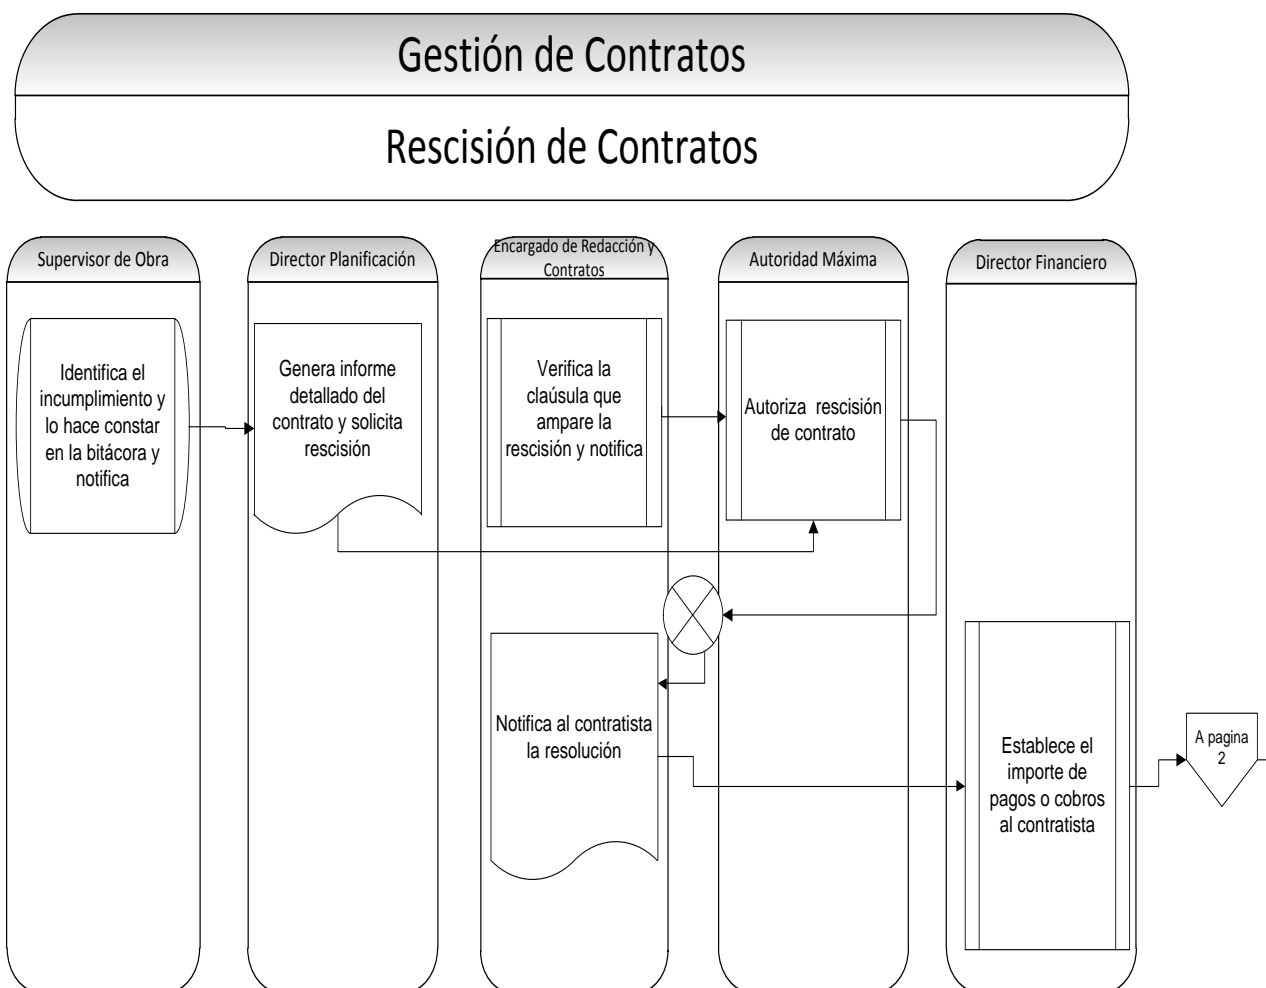 Gestión de Contratos
Rescisión de Contratos
Supervisor de Obra
Director Planificación
Encargado de Redacción y
Contratos
Autoridad Máxima
Director Financiero
Identifica el
incumplimiento y
lo hace constar
en la bitácora y
notifica
Genera informe
detallado del
contrato y solicita
rescisión
Verifica la
claúsula que
ampare la
rescisión y notifica
Autoriza rescisión
de contrato
Notifica al contratista
la resolución
Establece el
importe de
pagos o cobros
al contratista
A pagina
2